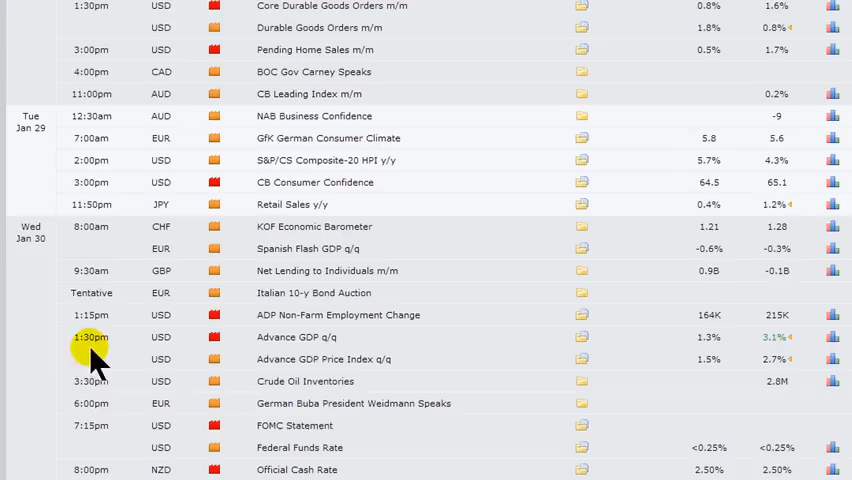 1:30pm USD Core Durable Goods Orders m/m 0.8% 1.6%
USD Durable Goods Orders m/m 1.8% 0.8%
3:00pm USD Pending Home Sales m/m 0.5% 1.7%
4:00pm CAD BOC Gov Carney Speaks
11:00pm AUD CB Leading Index m/m 0.2%
Tue
Jan 29
12:30am AUD NAB Business Confidence -9
7:00am EUR GfK German Consumer Climate 5.8 5.6
2:00pm USD S&P/CS Composite-20 HPI y/y 5.7% 4.3%
3:00pm USD CB Consumer Confidence 64.5 65.1
11:50pm JPY Retail Sales y/y 0.4% 1.2%
Wed
Jan 30
8:00am CHF KOF Economic Barometer 1.21 1.28
EUR Spanish Flash GDP q/q -0.6% -0.3%
9:30am GBP Net Lending to Individuals m/m 0.9B -0.1B
Tentative EUR Italian 10-y Bond Auction
1:15pm USD ADP Non-Farm Employment Change 164K 215K
1:30pm USD Advance GDP q/q 1.3% 3.1%
USD Advance GDP Price Index q/q 1.5% 2.7%
3:30pm USD Crude Oil Inventories 2.8M
6:00pm EUR German Buba President Weidmann Speaks
7:15pm USD FOMC Statement
USD Federal Funds Rate <0.25% <0.25%
8:00pm NZD Official Cash Rate 2.50% 2.50%